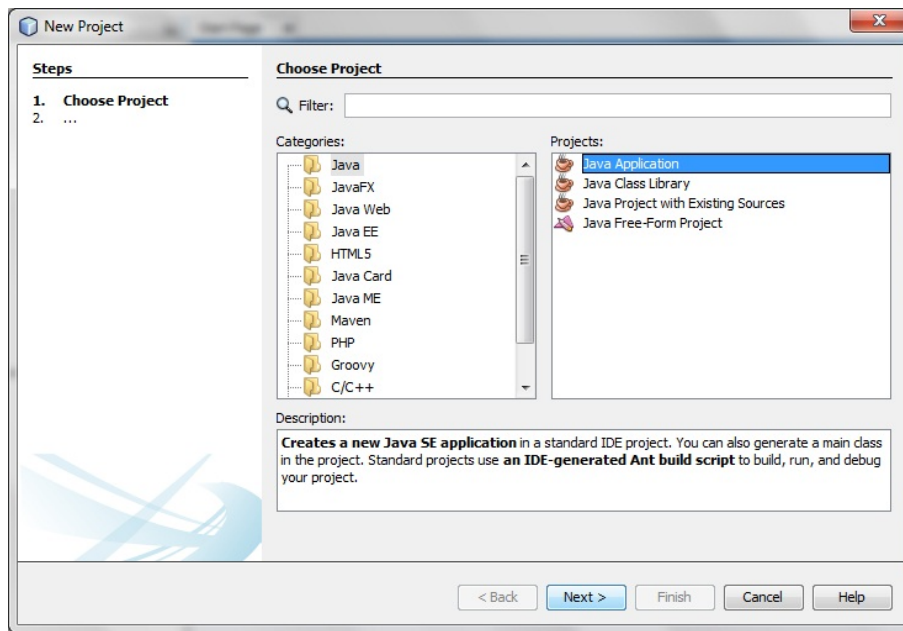 New Project
Start Page
Steps
1. Choose Project
2. ...
Choose Project
Filter:
Categories:
Java
JavaFX
Java Web
Java EE
HTML5
Java Card
Java ME
Maven
PHP
Groovy
C/C++
Projects:
Java Application
Java Class Library
Java Project with Existing Sources
Java Free-Form Project
Description:
Creates a new Java SE application in a standard IDE project. You can also generate a main class
in the project. Standard projects use an IDE-generated Ant build script to build, run, and debug
your project.
< Back
Next >
Finish
Cancel
Help